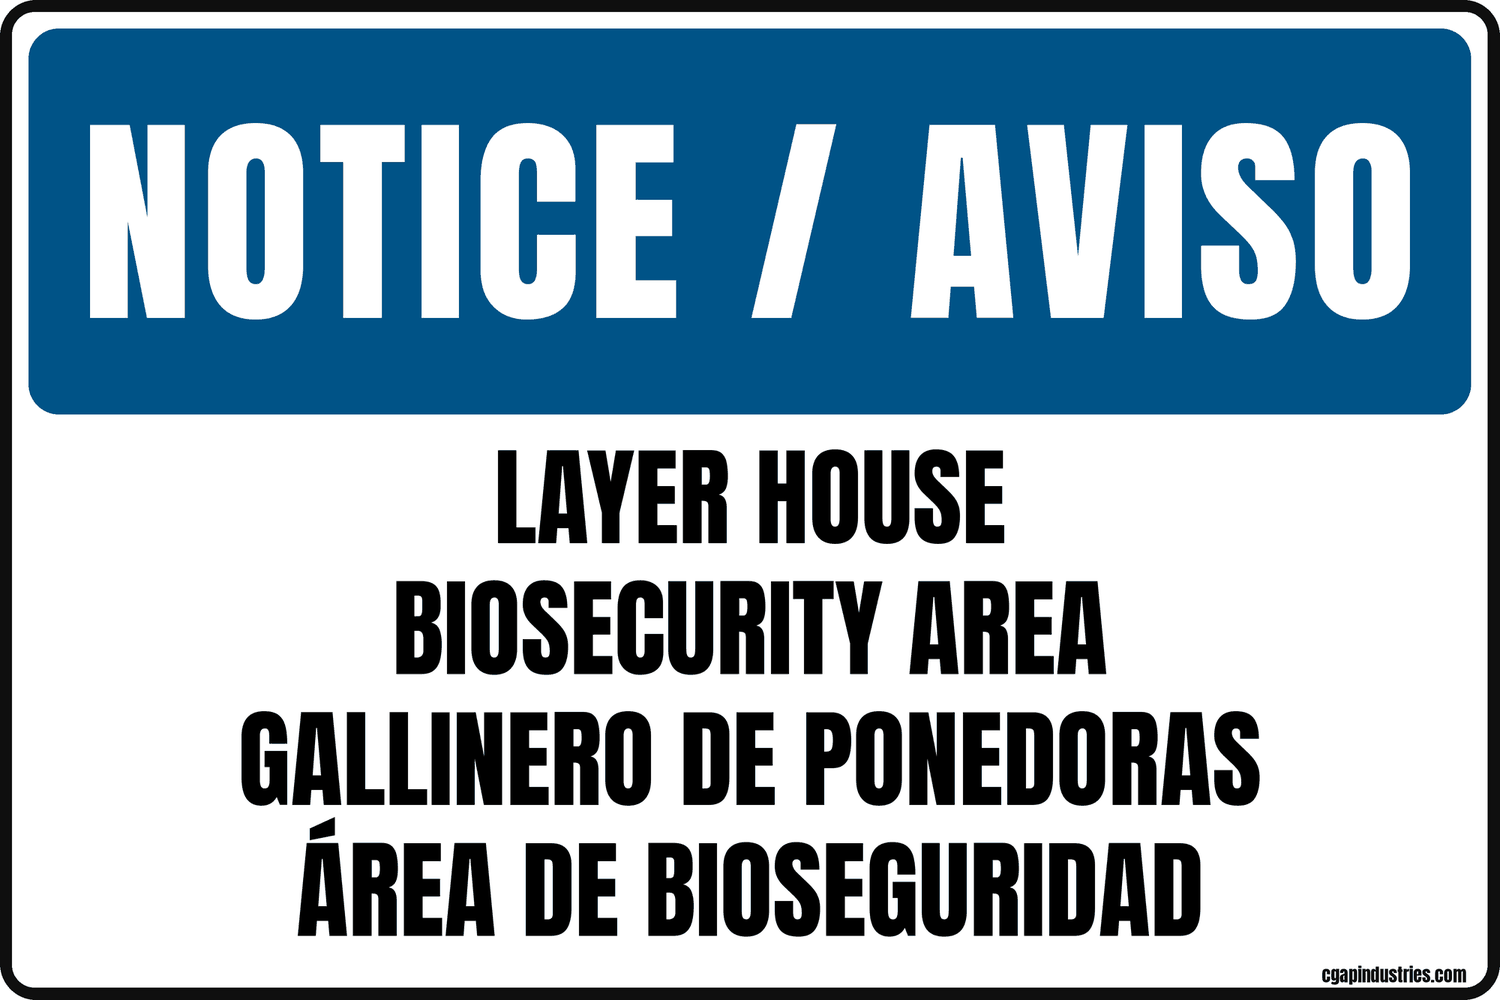 NOTICE / AVISO
LAYER HOUSE
BIOSECURITY AREA
GALLINERO DE PONEDORAS
ÁREA DE BIOSEGURIDAD
cgapindustries.com